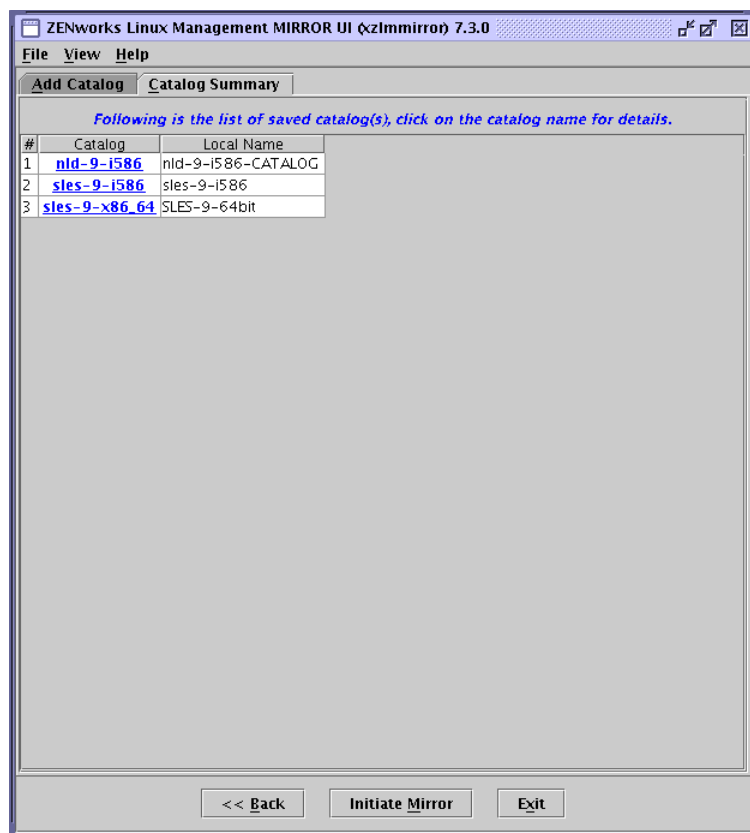 ZENworks Linux Management MIRROR UI (xzlmmirror) 7.3.0
File View Help
Add Catalog Catalog Summary
Following is the list of saved catalog(s), click on the catalog name for details.
# Catalog Local Name
1 nld-9-i586 nld-9-i586-CATALOG
2 sles-9-i586 sles-9-i586
3 sles-9-x86_64 SLES-9-64bit
<< Back Initiate Mirror Exit